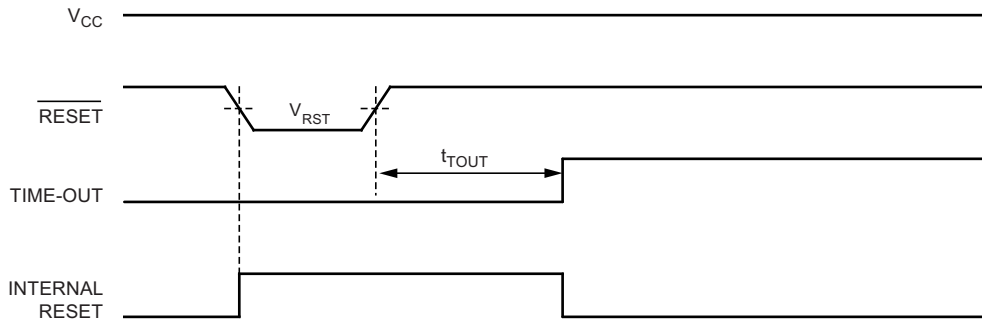 VCC
RESET
VRST
tTOUT
TIME-OUT
INTERNAL
RESET